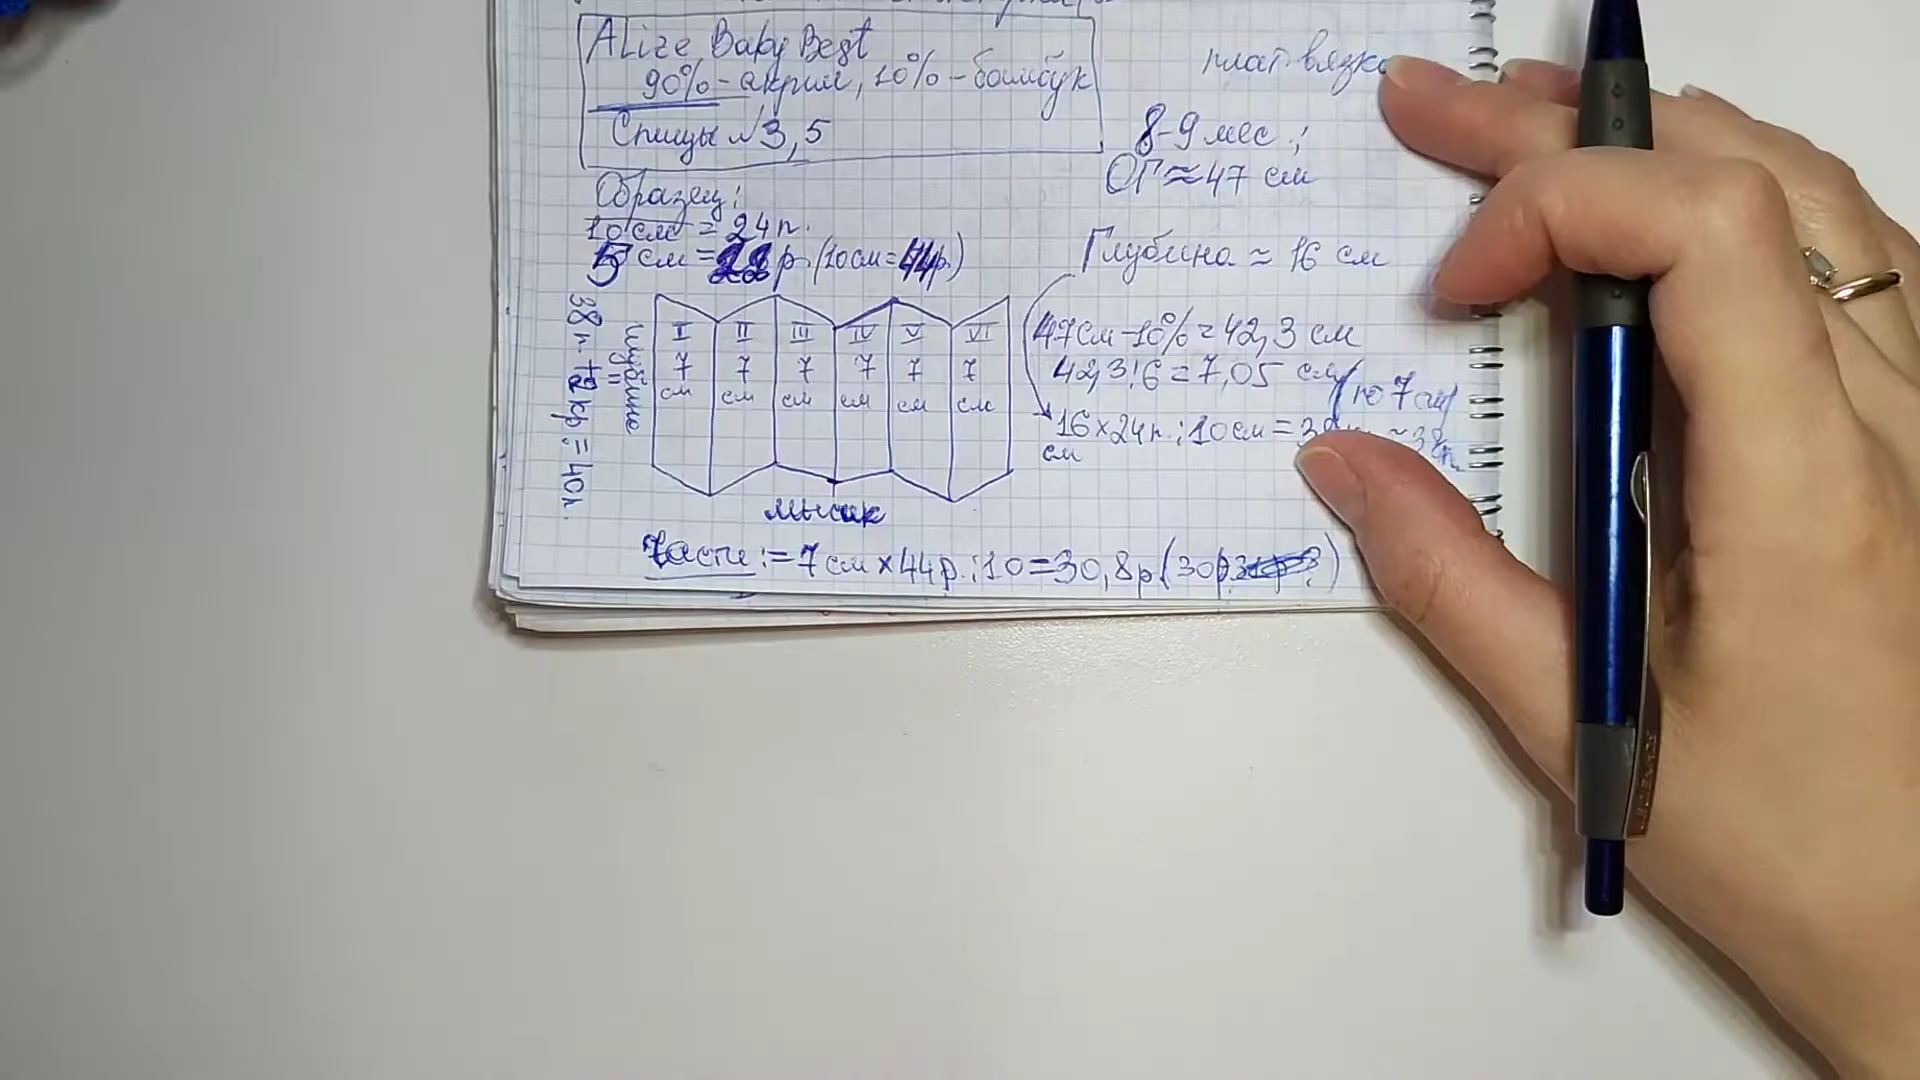 Alize Baby Best
90% - акрил, 10% - бамбук
Спицы №3,5
плат. вязка
8-9 мес.;
ОГ ≈ 47 см
Образец:
10 см = 24 п.
5 см = 22 р. (10 см = 44 р.)
Глубина ≈ 16 см
47 см - 10% = 42,3 см
42,3 : 6 = 7,05 см (по 7 см)
16 см × 24 п. : 10 см = 38 ≈ 38 п.
I II III IV V VI
7 7 7 7 7 7
см см см см см см
глубина
38 п. + 2 кр. = 40 п.
мысик
Части: = 7 см × 44 р. : 10 = 30,8 р. (30 р.